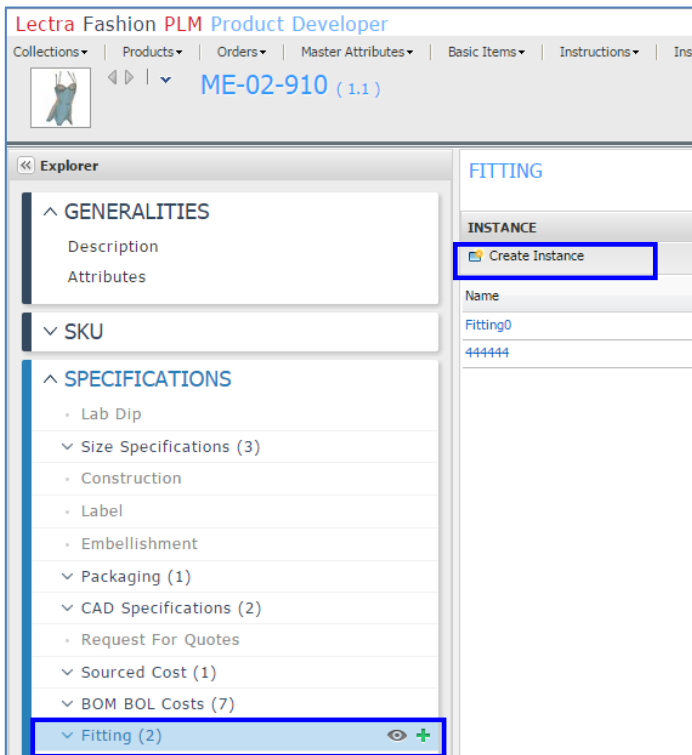 Lectra Fashion PLM Product Developer
Collections Products Orders Master Attributes Basic Items Instructions Ins
ME-02-910 ( 1.1 )
Explorer
GENERALITIES
Description
Attributes
SKU
SPECIFICATIONS
Lab Dip
Size Specifications (3)
Construction
Label
Embellishment
Packaging (1)
CAD Specifications (2)
Request For Quotes
Sourced Cost (1)
BOM BOL Costs (7)
Fitting (2)
FITTING
INSTANCE
Create Instance
Name
Fitting0
444444